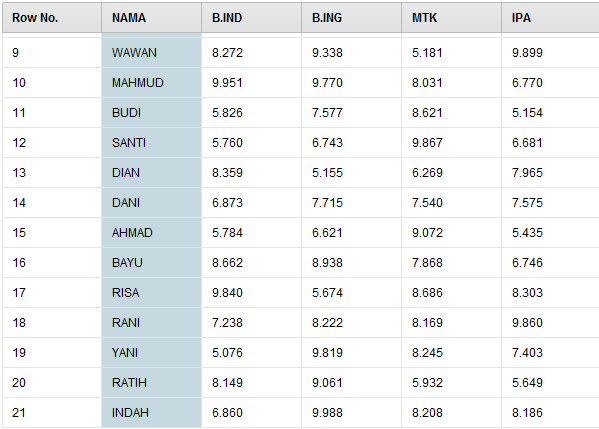 Row No. NAMA B.IND B.ING MTK IPA
9 WAWAN 8.272 9.338 5.181 9.899
10 MAHMUD 9.951 9.770 8.031 6.770
11 BUDI 5.826 7.577 8.621 5.154
12 SANTI 5.760 6.743 9.867 6.681
13 DIAN 8.359 5.155 6.269 7.965
14 DANI 6.873 7.715 7.540 7.575
15 AHMAD 5.784 6.621 9.072 5.435
16 BAYU 8.662 8.938 7.868 6.746
17 RISA 9.840 5.674 8.686 8.303
18 RANI 7.238 8.222 8.169 9.860
19 YANI 5.076 9.819 8.245 7.403
20 RATIH 8.149 9.061 5.932 5.649
21 INDAH 6.860 9.988 8.208 8.186